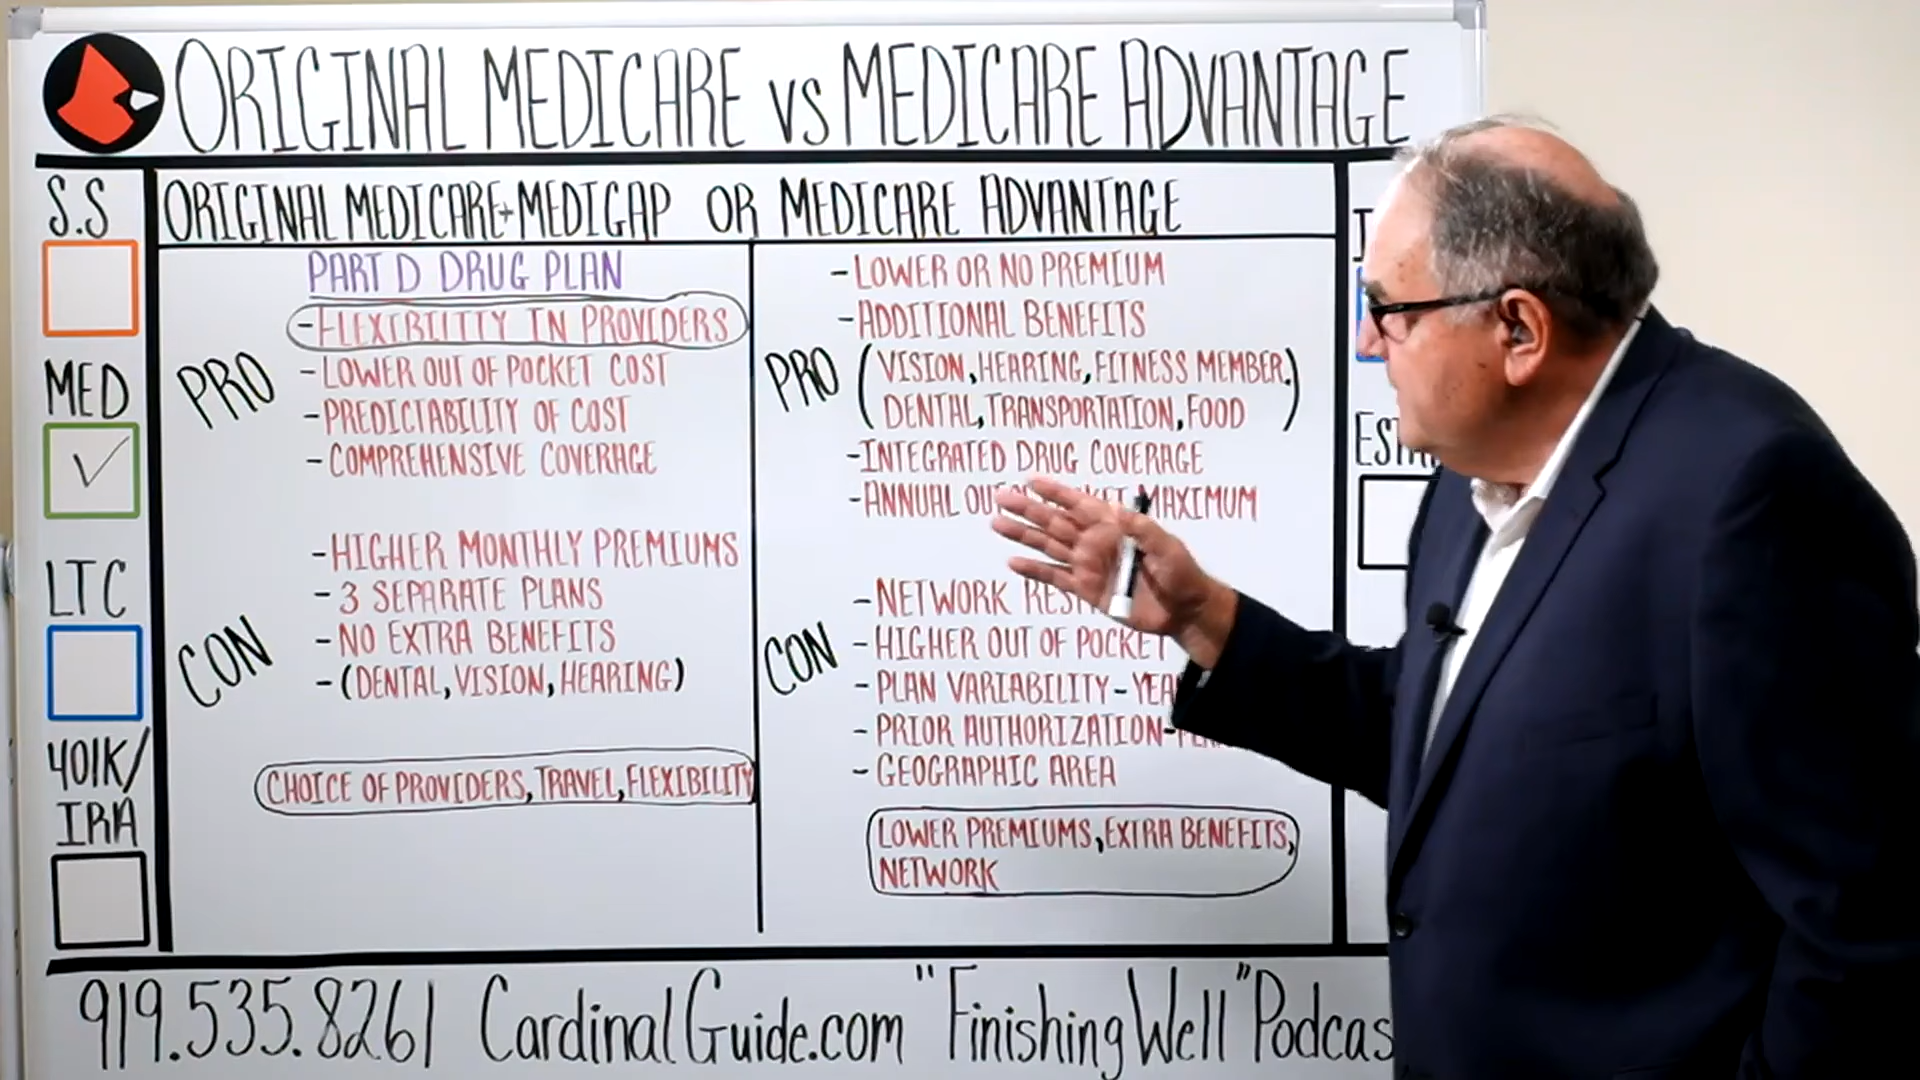 ORIGINAL MEDICARE VS MEDICARE ADVANTAGE
S.S
MED
LTC
401K/
IRA
ORIGINAL MEDICARE+MEDIGAP OR MEDICARE ADVANTAGE
PART D DRUG PLAN
PRO
-FLEXIBILITY IN PROVIDERS
-LOWER OUT OF POCKET COST
-PREDICTABILITY OF COST
-COMPREHENSIVE COVERAGE
CON
-HIGHER MONTHLY PREMIUMS
-3 SEPARATE PLANS
-NO EXTRA BENEFITS
-(DENTAL, VISION, HEARING)
CHOICE OF PROVIDERS, TRAVEL, FLEXIBILITY
-LOWER OR NO PREMIUM
-ADDITIONAL BENEFITS
PRO
(VISION, HEARING, FITNESS MEMBER.
DENTAL, TRANSPORTATION, FOOD)
-INTEGRATED DRUG COVERAGE
-ANNUAL MAXIMUM
CON
-NETWORK
-HIGHER OUT OF POCKET
-PLAN VARIABILITY-
-PRIOR AUTHORIZATION-
-GEOGRAPHIC AREA
LOWER PREMIUMS, EXTRA BENEFITS,
NETWORK
919.535.8261 CardinalGuide.com "Finishing Well"